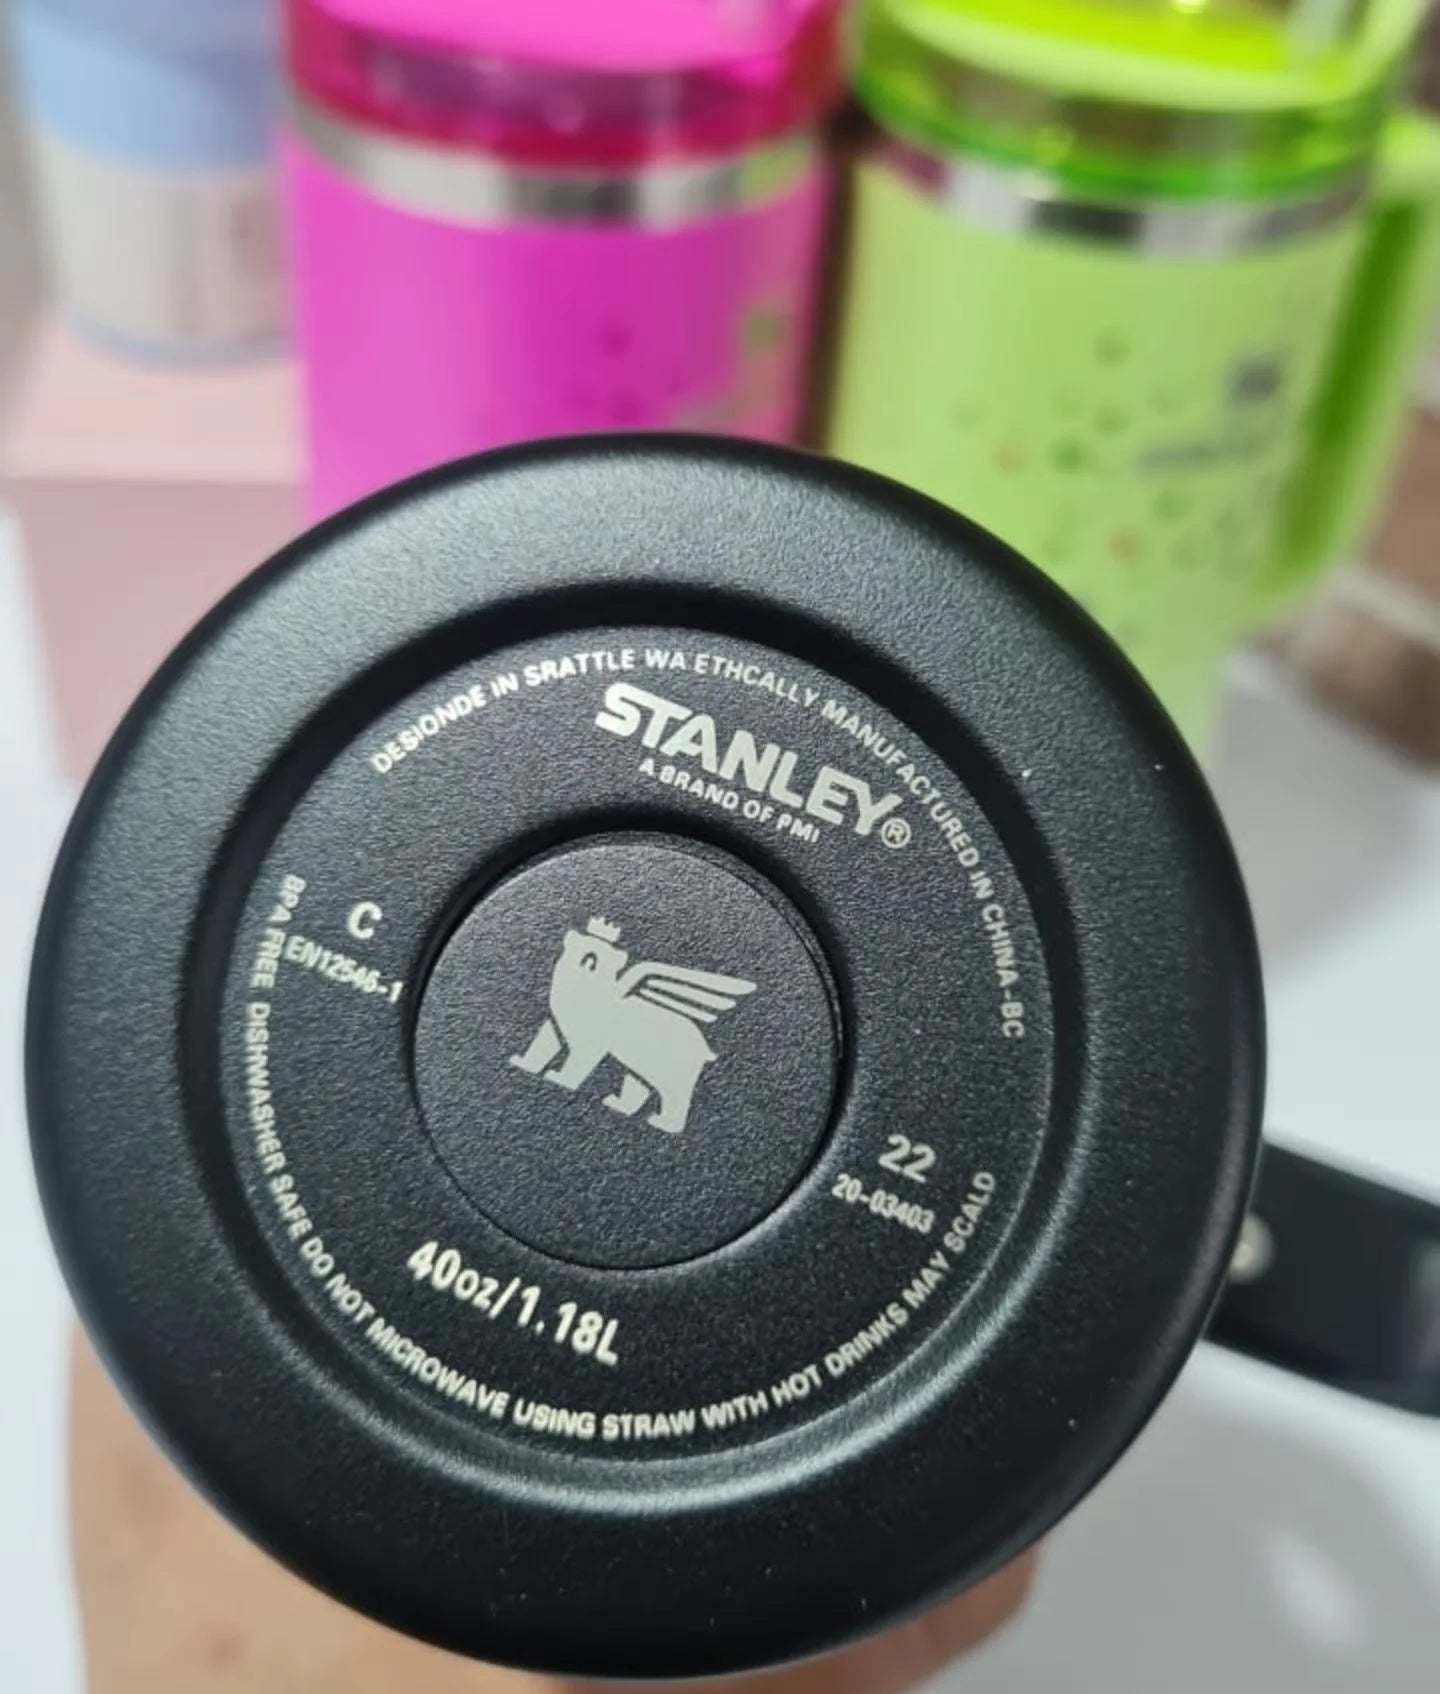 DESIONDE IN SRATTLE WA ETHCALLY MANUFACTURED IN CHINA-BC
STANLEY®
A BRAND OF PMI
C
EN12546-1
22
20-03403
40oz/1.18L
BPA FREE DISHWASHER SAFE DO NOT MICROWAVE USING STRAW WITH HOT DRINKS MAY SCALD